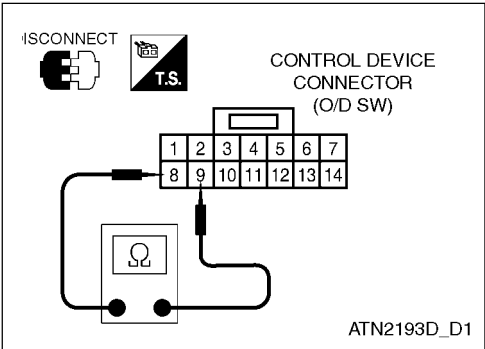 ISCONNECT
T.S.
CONTROL DEVICE
CONNECTOR
(O/D SW)
1 2 3 4 5 6 7
8 9 10 11 12 13 14
Ω
ATN2193D_D1